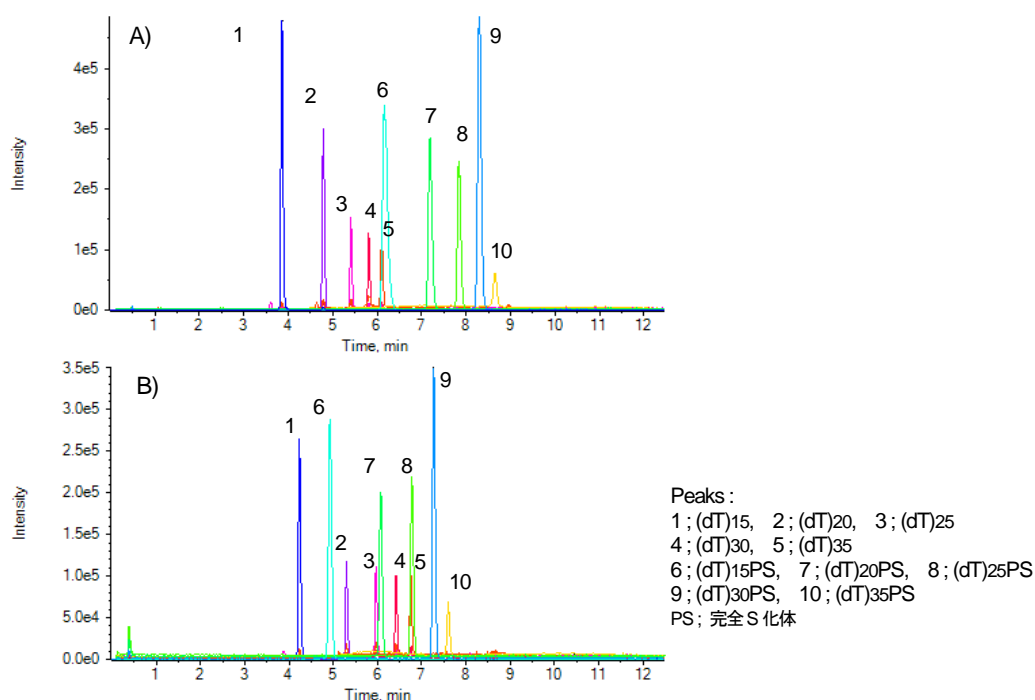 A)
1
2
3
4
5
6
7
8
9
10
Intensity
4e5
3e5
2e5
1e5
0e0
1 2 3 4 5 6 7 8 9 10 11 12
Time, min
B)
1
6
2
3
7
4
8
5
9
10
Intensity
3.5e5
3.0e5
2.5e5
2.0e5
1.5e5
1.0e5
5.0e4
0.0e0
1 2 3 4 5 6 7 8 9 10 11 12
Time, min
Peaks :
1 ; (dT)15, 2 ; (dT)20, 3 ; (dT)25
4 ; (dT)30, 5 ; (dT)35
6 ; (dT)15PS, 7 ; (dT)20PS, 8 ; (dT)25PS
9 ; (dT)30PS, 10 ; (dT)35PS
PS ; 完全S化体